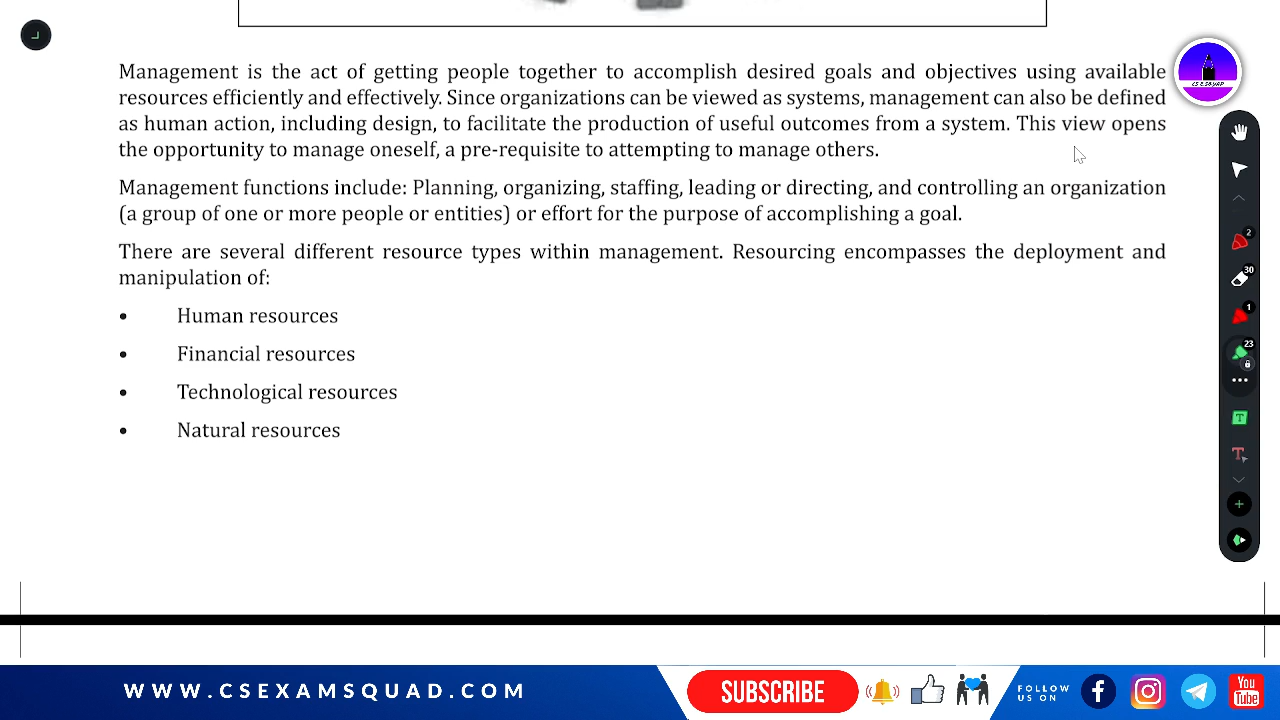 Management is the act of getting people together to accomplish desired goals and objectives using available
resources efficiently and effectively. Since organizations can be viewed as systems, management can also be defined
as human action, including design, to facilitate the production of useful outcomes from a system. This view opens
the opportunity to manage oneself, a pre-requisite to attempting to manage others.
Management functions include: Planning, organizing, staffing, leading or directing, and controlling an organization
(a group of one or more people or entities) or effort for the purpose of accomplishing a goal.
There are several different resource types within management. Resourcing encompasses the deployment and
manipulation of:
• Human resources
• Financial resources
• Technological resources
• Natural resources
2
30
1
23
T
T
WWW.CSEXAMSQUAD.COM
SUBSCRIBE
FOLLOW
US ON
You
Tube